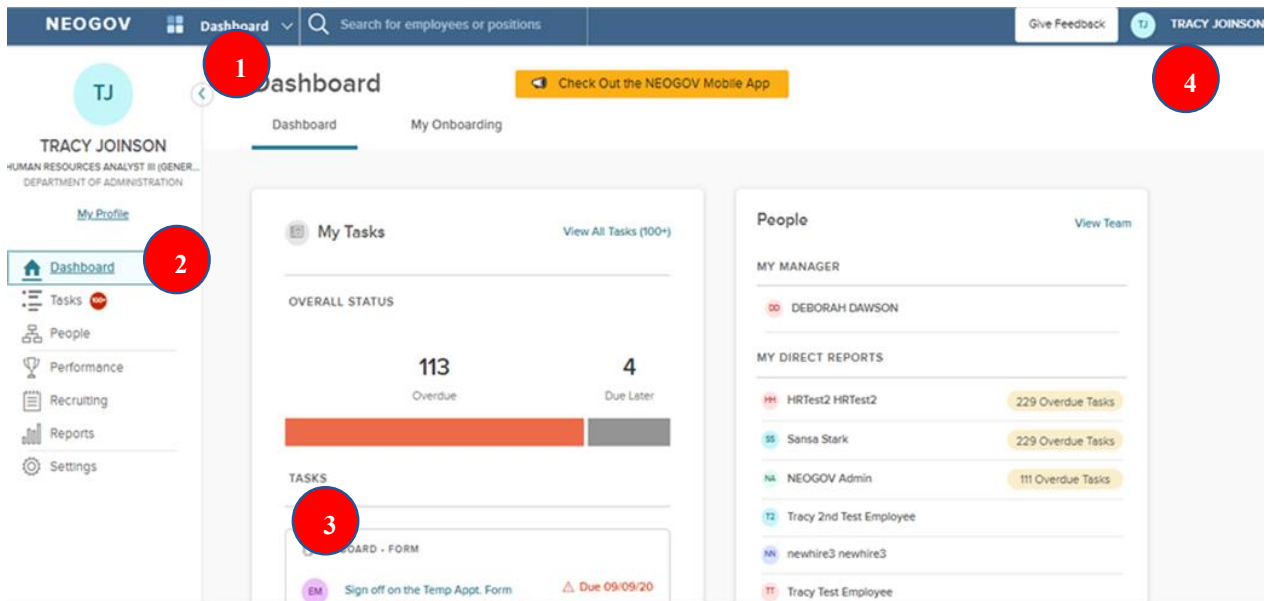 NEOGOV Dashboard Search for employees or positions Give Feedback TJ TRACY JOINSON
1
4
TJ
Dashboard
Check Out the NEOGOV Mobile App
Dashboard My Onboarding
TRACY JOINSON
HUMAN RESOURCES ANALYST III (GENER...
DEPARTMENT OF ADMINISTRATION
My Profile
2
Dashboard
Tasks 100+
People
Performance
Recruiting
Reports
Settings
My Tasks View All Tasks (100+)
OVERALL STATUS
113 4
Overdue Due Later
TASKS
3
- FORM
EM Sign off on the Temp Appt. Form Due 09/09/20
People View Team
MY MANAGER
DD DEBORAH DAWSON
MY DIRECT REPORTS
HH HRTest2 HRTest2 229 Overdue Tasks
SS Sansa Stark 229 Overdue Tasks
NA NEOGOV Admin 111 Overdue Tasks
T2 Tracy 2nd Test Employee
NN newhire3 newhire3
TT Tracy Test Employee